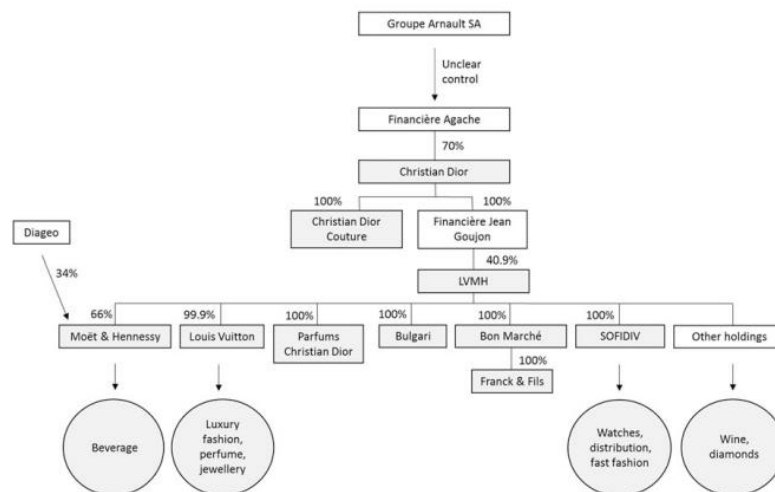 Groupe Arnault SA
Unclear
control
Financière Agache
70%
Christian Dior
100%
100%
Christian Dior
Couture
Financière Jean
Goujon
Diageo
40.9%
34%
LVMH
66%
99.9%
100%
100%
100%
100%
Moët & Hennessy
Louis Vuitton
Parfums
Christian Dior
Bulgari
Bon Marché
SOFIDIV
Other holdings
100%
Franck & Fils
Beverage
Luxury
fashion,
perfume,
jewellery
Watches,
distribution,
fast fashion
Wine,
diamonds